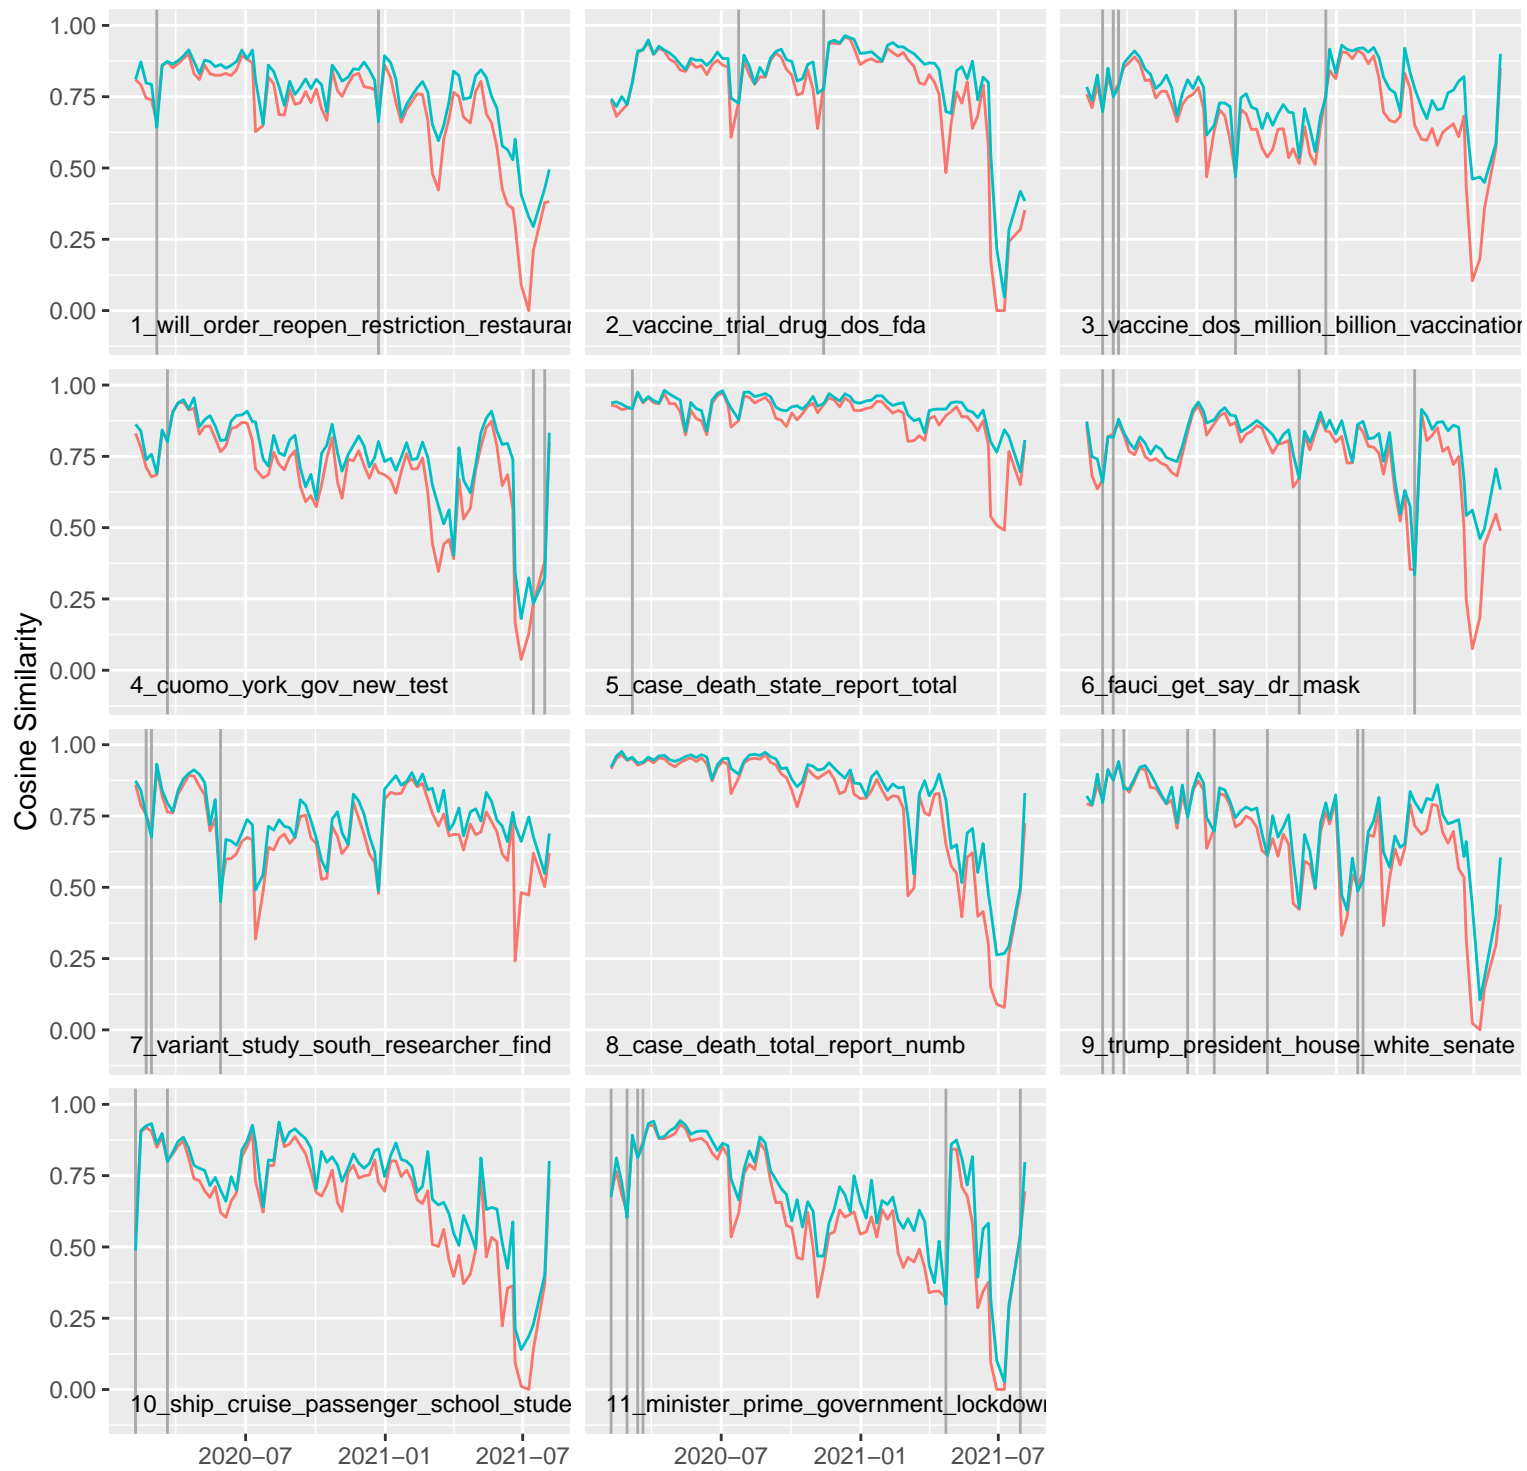 1.00
0.75
0.50
0.25
0.00
1_will_order_reopen_restriction_restauran
2_vaccine_trial_drug_dos_fda
3_vaccine_dos_million_billion_vaccination
1.00
0.75
0.50
0.25
0.00
4_cuomo_york_gov_new_test
5_case_death_state_report_total
6_fauci_get_say_dr_mask
Cosine Similarity
1.00
0.75
0.50
0.25
0.00
7_variant_study_south_researcher_find
8_case_death_total_report_numb
9_trump_president_house_white_senate
1.00
0.75
0.50
0.25
0.00
10_ship_cruise_passenger_school_stude
11_minister_prime_government_lockdown
2020−07
2021−01
2021−07
2020−07
2021−01
2021−07